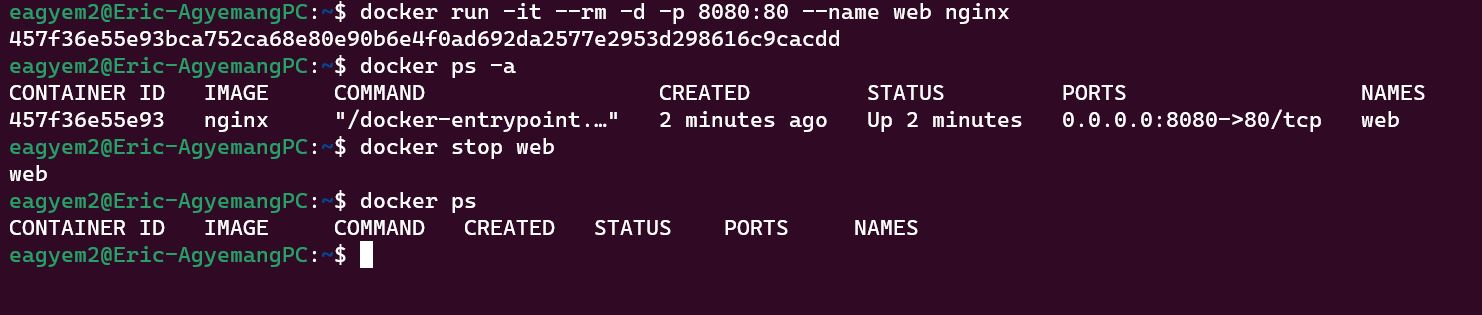 eagyem2@Eric-AgyemangPC:~$ docker run -it --rm -d -p 8080:80 --name web nginx
457f36e55e93bca752ca68e80e90b6e4f0ad692da2577e2953d298616c9cacdd
eagyem2@Eric-AgyemangPC:~$ docker ps -a
CONTAINER ID   IMAGE     COMMAND                  CREATED         STATUS         PORTS                  NAMES
457f36e55e93   nginx     "/docker-entrypoint.…"   2 minutes ago   Up 2 minutes   0.0.0.0:8080->80/tcp   web
eagyem2@Eric-AgyemangPC:~$ docker stop web
web
eagyem2@Eric-AgyemangPC:~$ docker ps
CONTAINER ID   IMAGE     COMMAND   CREATED   STATUS    PORTS     NAMES
eagyem2@Eric-AgyemangPC:~$